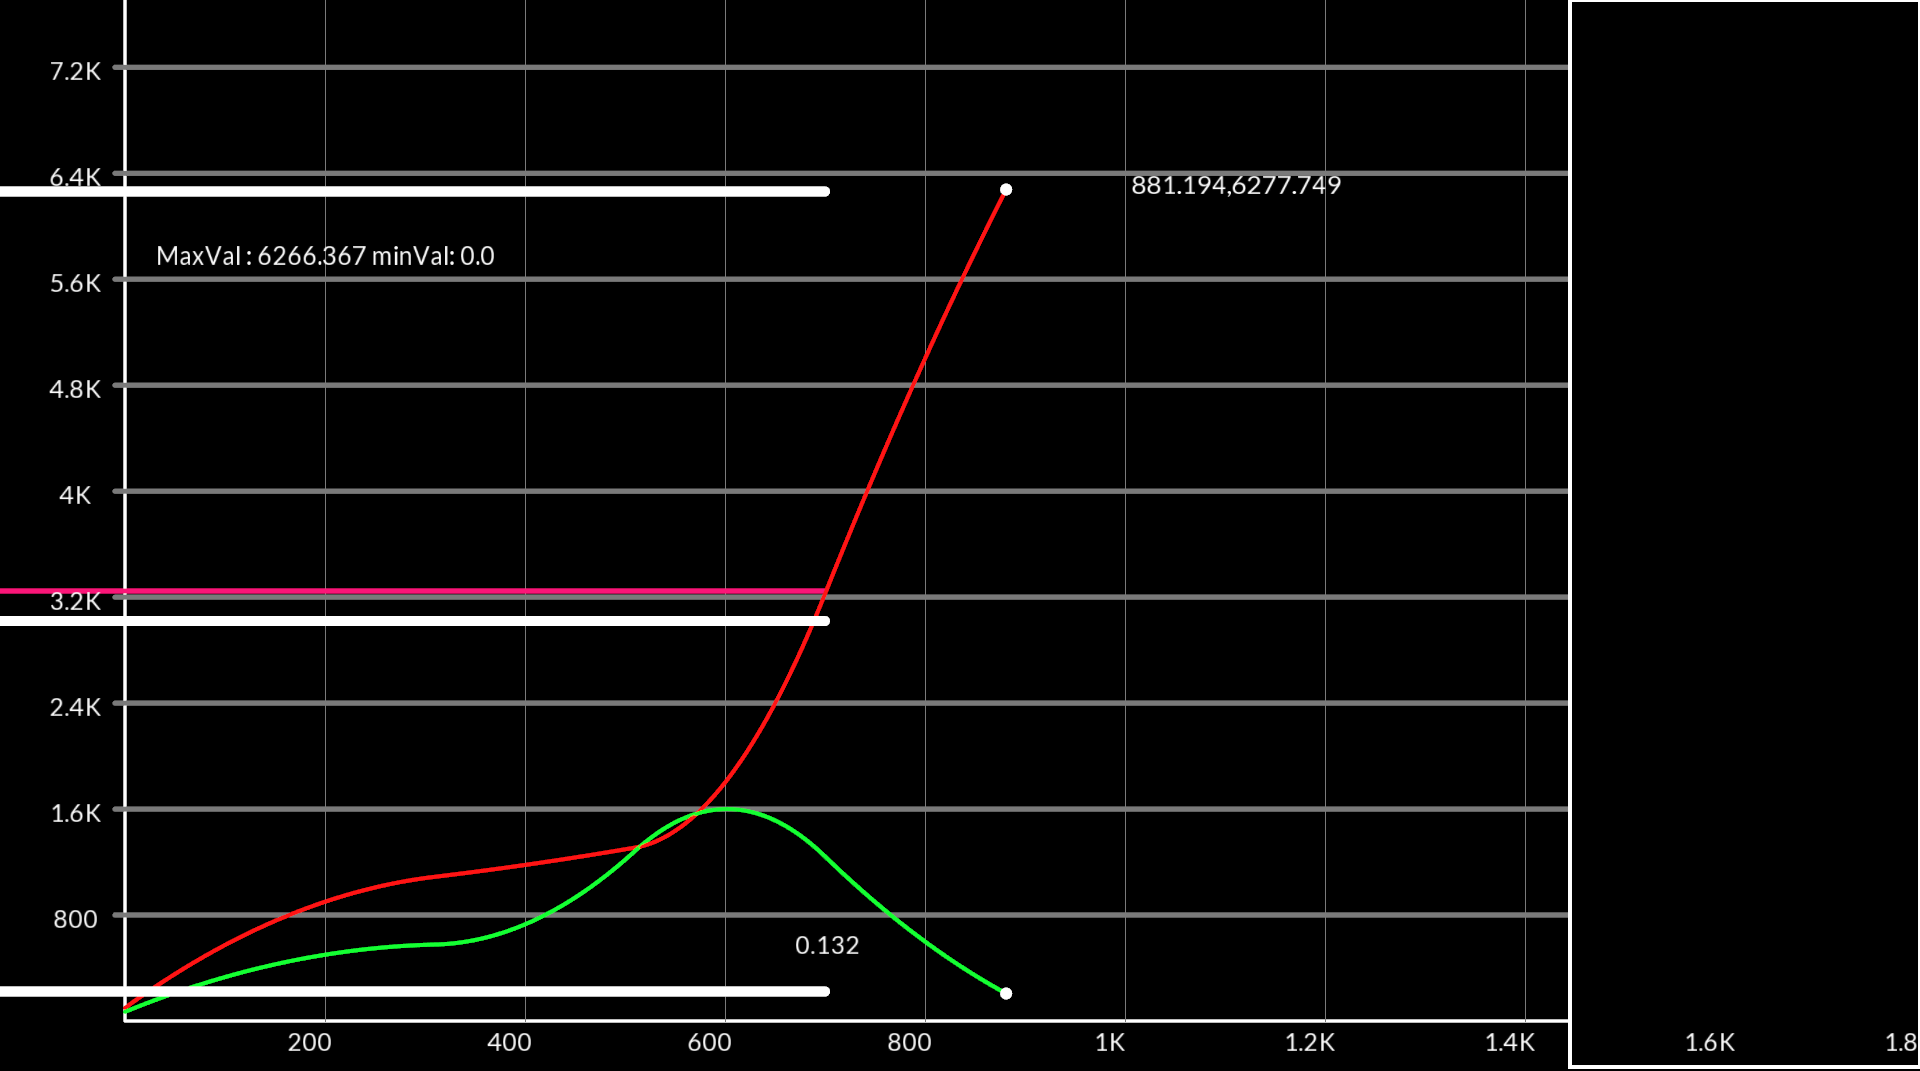 7.2K
6.4K
881.194,6277.749
MaxVal : 6266.367 minVal: 0.0
5.6K
4.8K
4K
3.2K
2.4K
1.6K
800
0.132
200 400 600 800 1K 1.2K 1.4K 1.6K 1.8